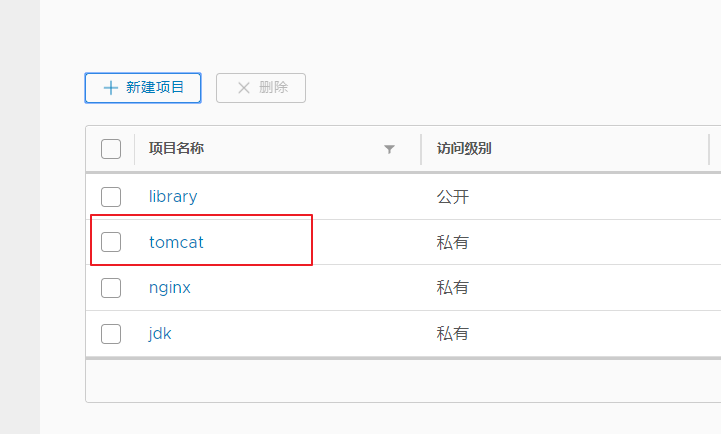 新建项目 删除
项目名称 访问级别
library 公开
tomcat 私有
nginx 私有
jdk 私有